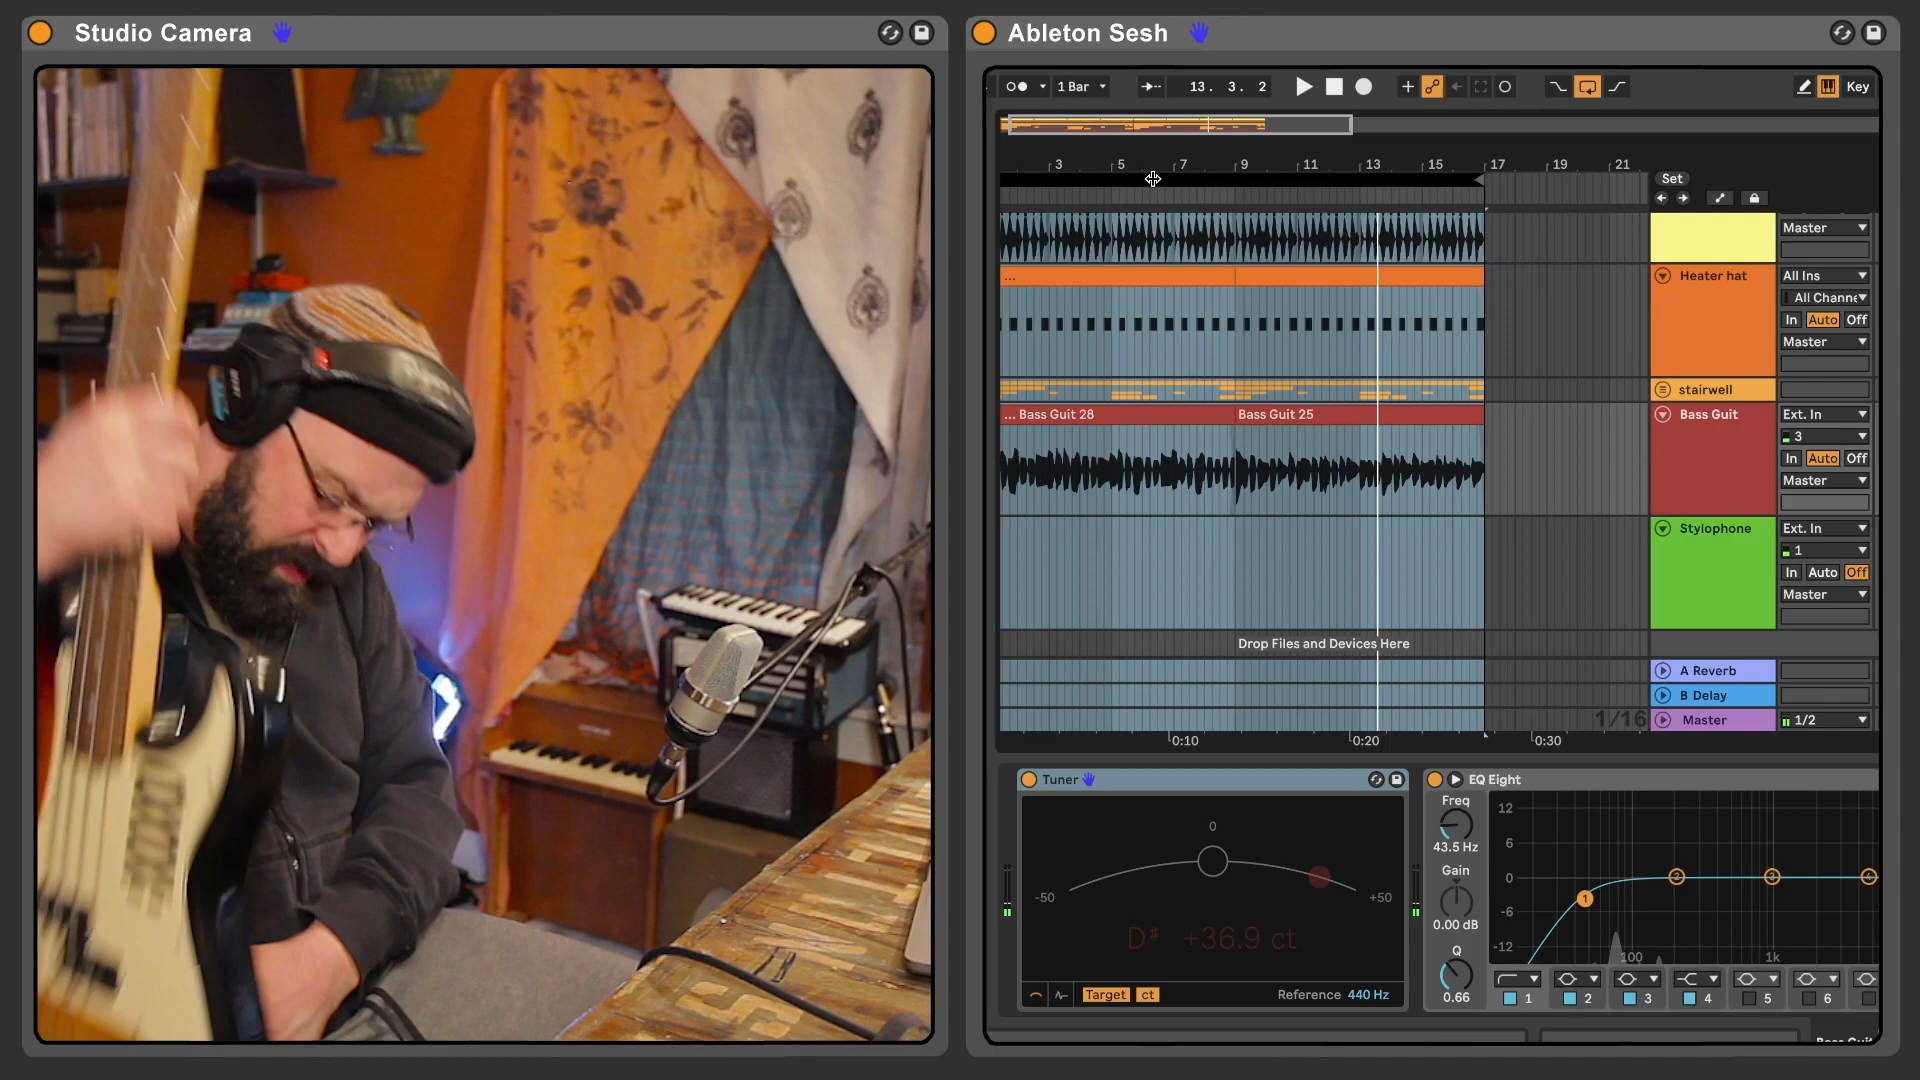 Studio Camera
Ableton Sesh
1 Bar
13. 3. 2
Key
3 5 7 9 11 13 15 17 19 21
Set
Master
...
Heater hat
All Ins
All Channe
In Auto Off
Master
stairwell
... Bass Guit 28
Bass Guit 25
Bass Guit
Ext. In
3
In Auto Off
Master
Stylophone
Ext. In
1
In Auto Off
Master
Drop Files and Devices Here
A Reverb
B Delay
1/16
Master
1/2
0:10
0:20
0:30
Tuner
0
-50
+50
D♯ +36.9 ct
Target
ct
Reference 440 Hz
EQ Eight
Freq
43.5 Hz
Gain
0.00 dB
Q
0.66
12
6
0
-6
-12
1
2
3
4
100
1k
1 2 3 4 5 6